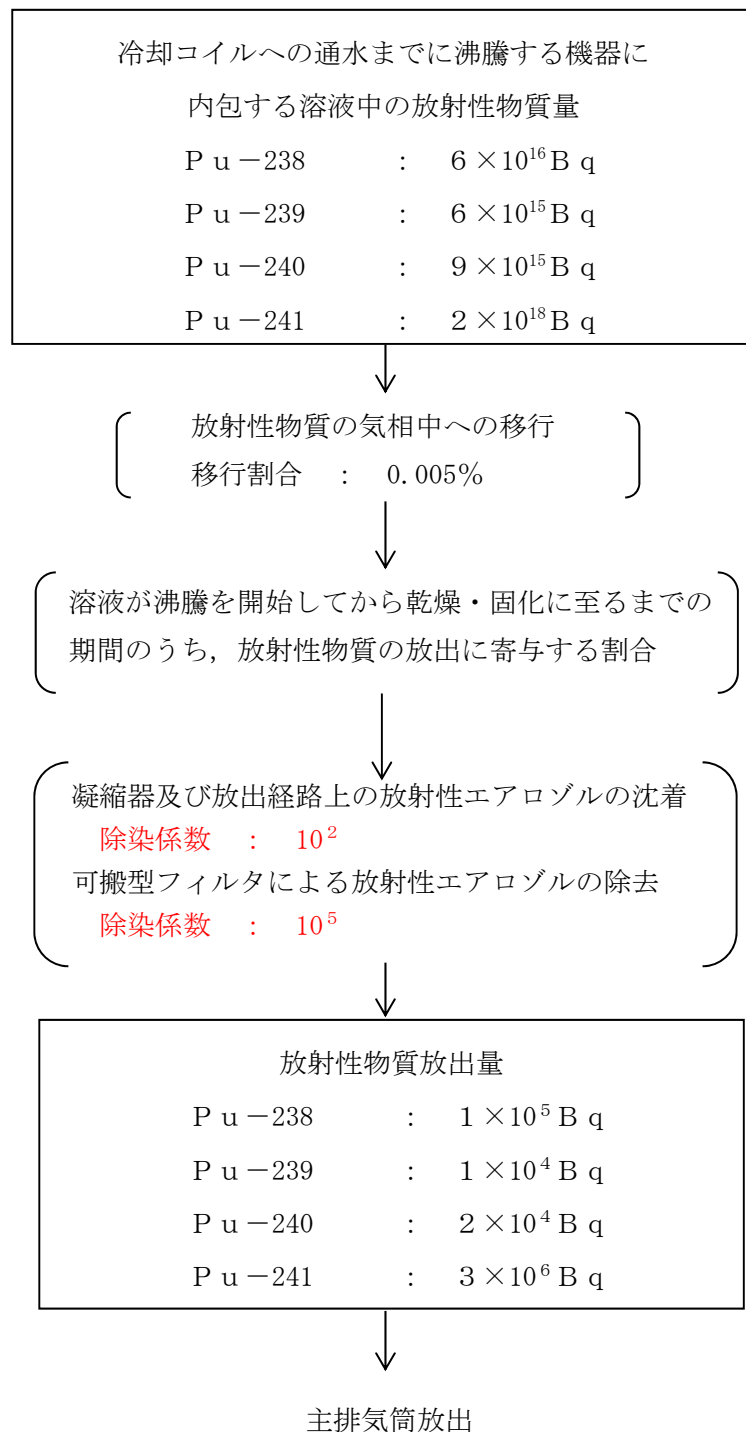 冷却コイルへの通水までに沸騰する機器に
内包する溶液中の放射性物質量
Ｐｕ－238 : 6×10¹⁶Ｂｑ
Ｐｕ－239 : 6×10¹⁵Ｂｑ
Ｐｕ－240 : 9×10¹⁵Ｂｑ
Ｐｕ－241 : 2×10¹⁸Ｂｑ
放射性物質の気相中への移行
移行割合 : 0.005％
溶液が沸騰を開始してから乾燥・固化に至るまでの
期間のうち，放射性物質の放出に寄与する割合
凝縮器及び放出経路上の放射性エアロゾルの沈着
除染係数 : 10²
可搬型フィルタによる放射性エアロゾルの除去
除染係数 : 10⁵
放射性物質放出量
Ｐｕ－238 : 1×10⁵Ｂｑ
Ｐｕ－239 : 1×10⁴Ｂｑ
Ｐｕ－240 : 2×10⁴Ｂｑ
Ｐｕ－241 : 3×10⁶Ｂｑ
主排気筒放出